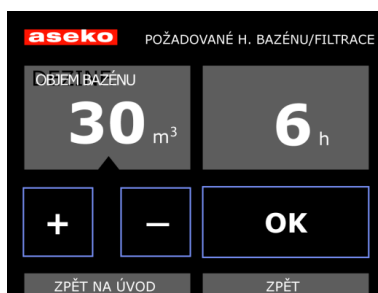 aseko
POŽADOVANÉ H. BAZÉNU/FILTRACE
OBJEM BAZÉNU
30 m³
6 h
+
–
OK
ZPĚT NA ÚVOD
ZPĚT